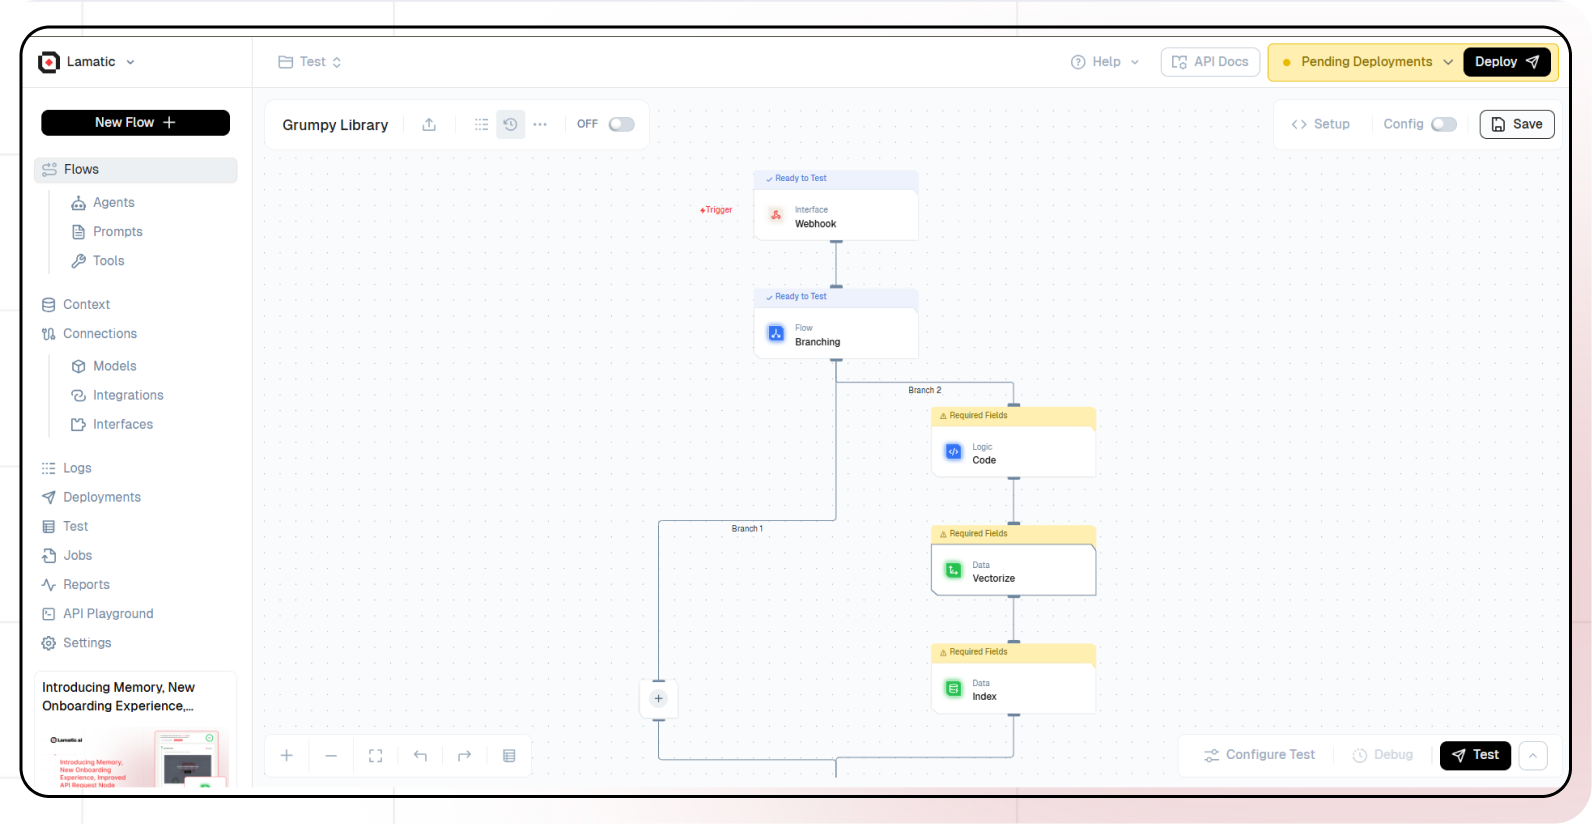 Lamatic
Test
Help
API Docs
Pending Deployments
Deploy
New Flow
Grumpy Library
OFF
Setup
Config
Save
Flows
Agents
Prompts
Tools
Context
Connections
Models
Integrations
Interfaces
Logs
Deployments
Test
Jobs
Reports
API Playground
Settings
Introducing Memory, New
Onboarding Experience,...
Lamatic.ai
Introducing Memory,
New Onboarding
Experience, Improved
API Request Node
Ready to Test
Trigger
Interface
Webhook
Ready to Test
Flow
Branching
Branch 2
Required Fields
Logic
Code
Branch 1
Required Fields
Data
Vectorize
Required Fields
Data
Index
Configure Test
Debug
Test